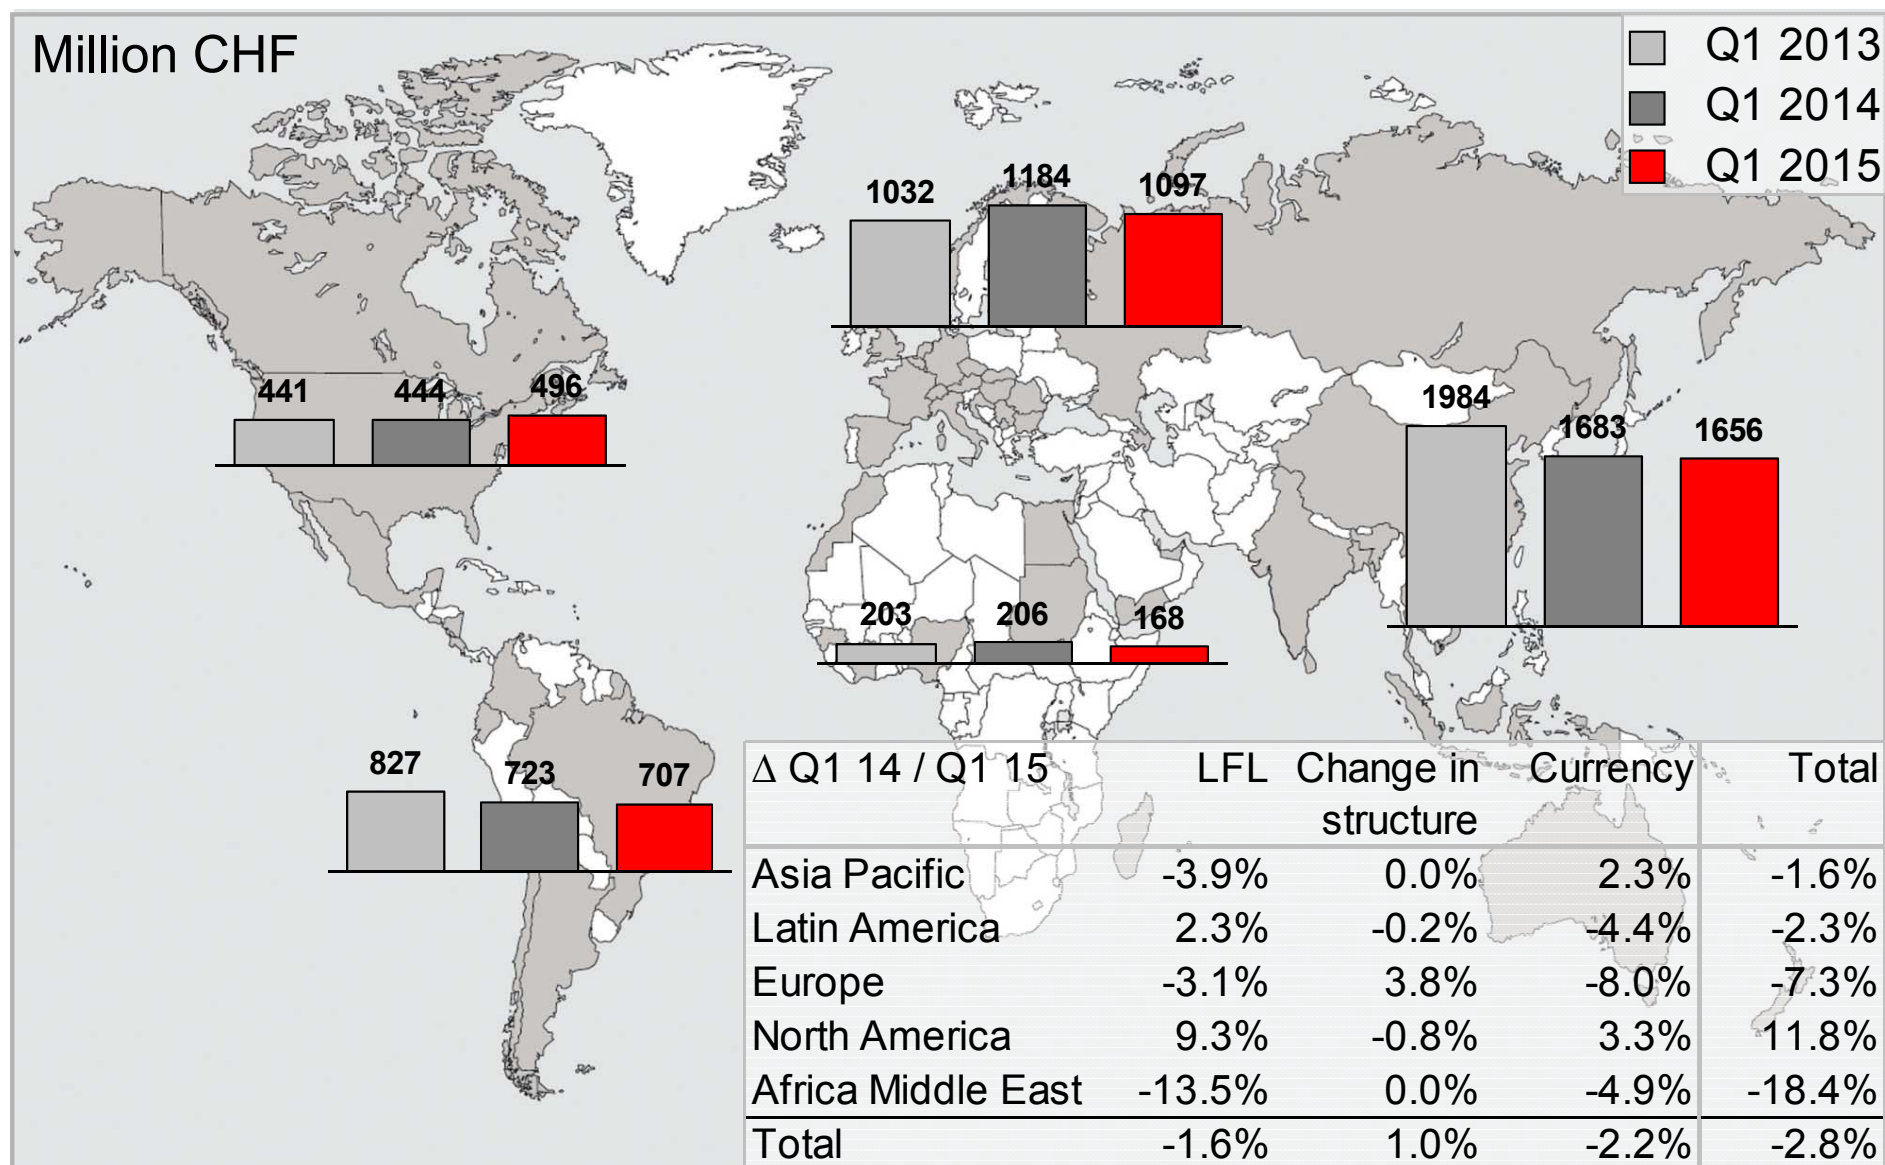 Million CHF
Q1 2013
Q1 2014
Q1 2015
1032 1184 1097
441 444 496
1984 1683 1656
203 206 168
827 723 707
Δ Q1 14 / Q1 15 LFL Change in structure Currency Total
Asia Pacific -3.9% 0.0% 2.3% -1.6%
Latin America 2.3% -0.2% -4.4% -2.3%
Europe -3.1% 3.8% -8.0% -7.3%
North America 9.3% -0.8% 3.3% 11.8%
Africa Middle East -13.5% 0.0% -4.9% -18.4%
Total -1.6% 1.0% -2.2% -2.8%